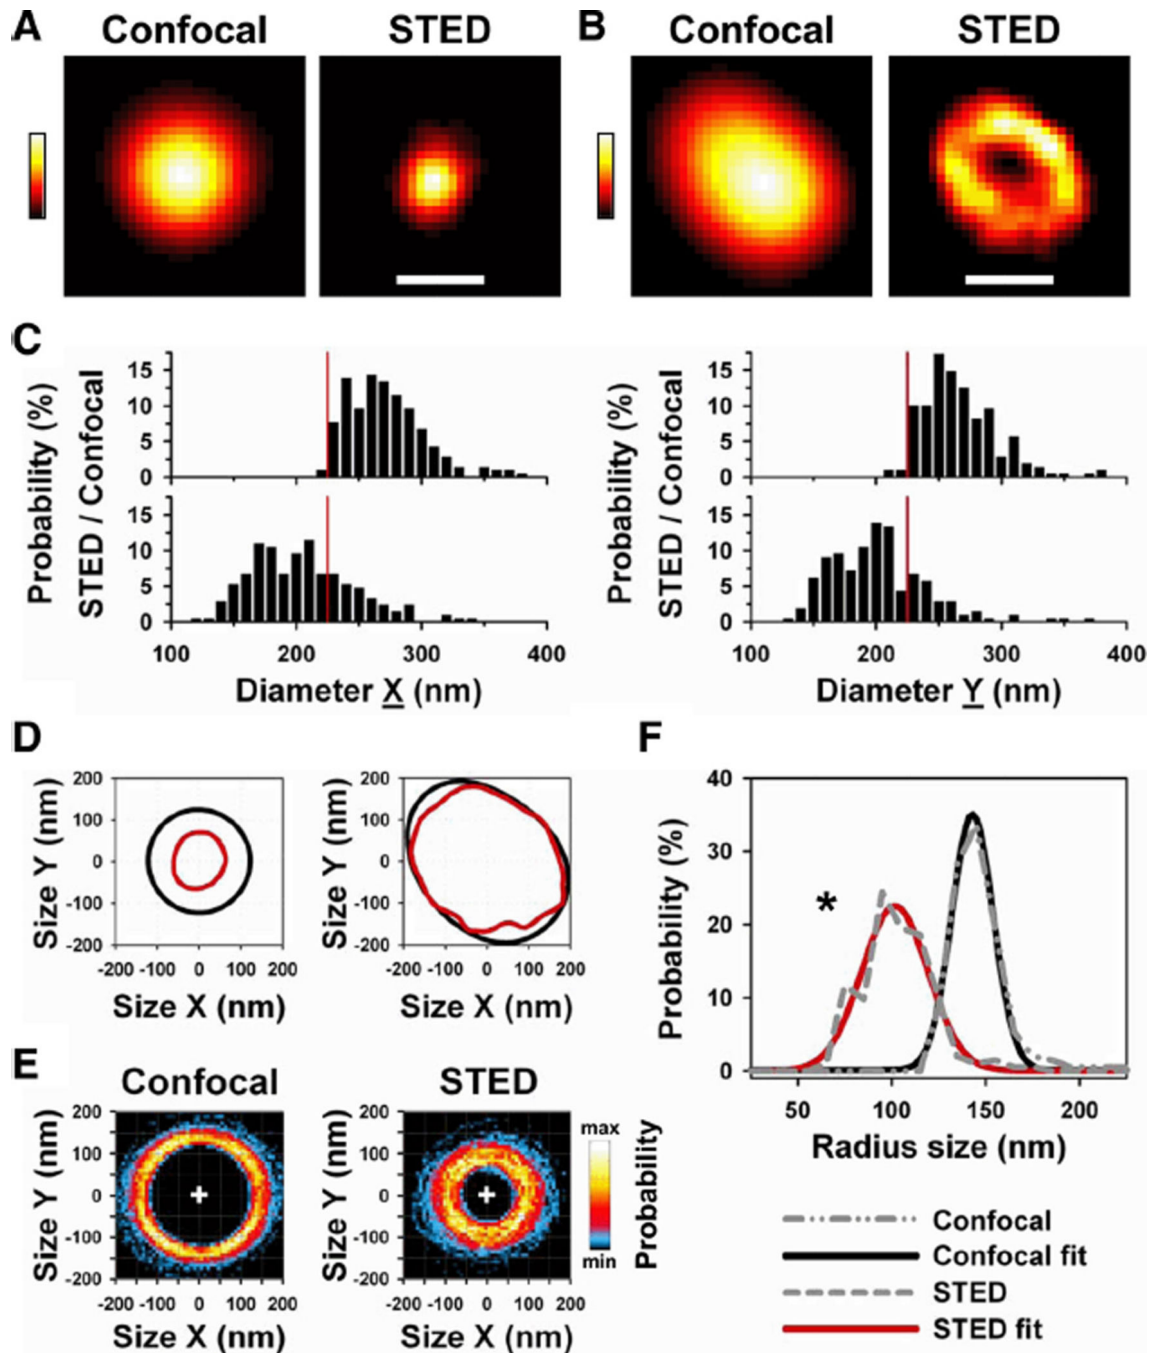 A Confocal STED B Confocal STED
C
Probability (%)
STED / Confocal
15
10
5
0
15
10
5
0
100 200 300 400
Diameter X (nm)
Probability (%)
STED / Confocal
15
10
5
0
15
10
5
0
100 200 300 400
Diameter Y (nm)
D
Size Y (nm)
200
100
0
-100
-200
-200 -100 0 100 200
Size X (nm)
Size Y (nm)
200
100
0
-100
-200
-200 -100 0 100 200
Size X (nm)
E
Confocal
Size Y (nm)
200
100
0
-100
-200
-200 -100 0 100 200
Size X (nm)
STED
Size Y (nm)
200
100
0
-100
-200
-200 -100 0 100 200
Size X (nm)
max
min
Probability
F
Probability (%)
40
30
20
10
0
*
50 100 150 200
Radius size (nm)
Confocal
Confocal fit
STED
STED fit